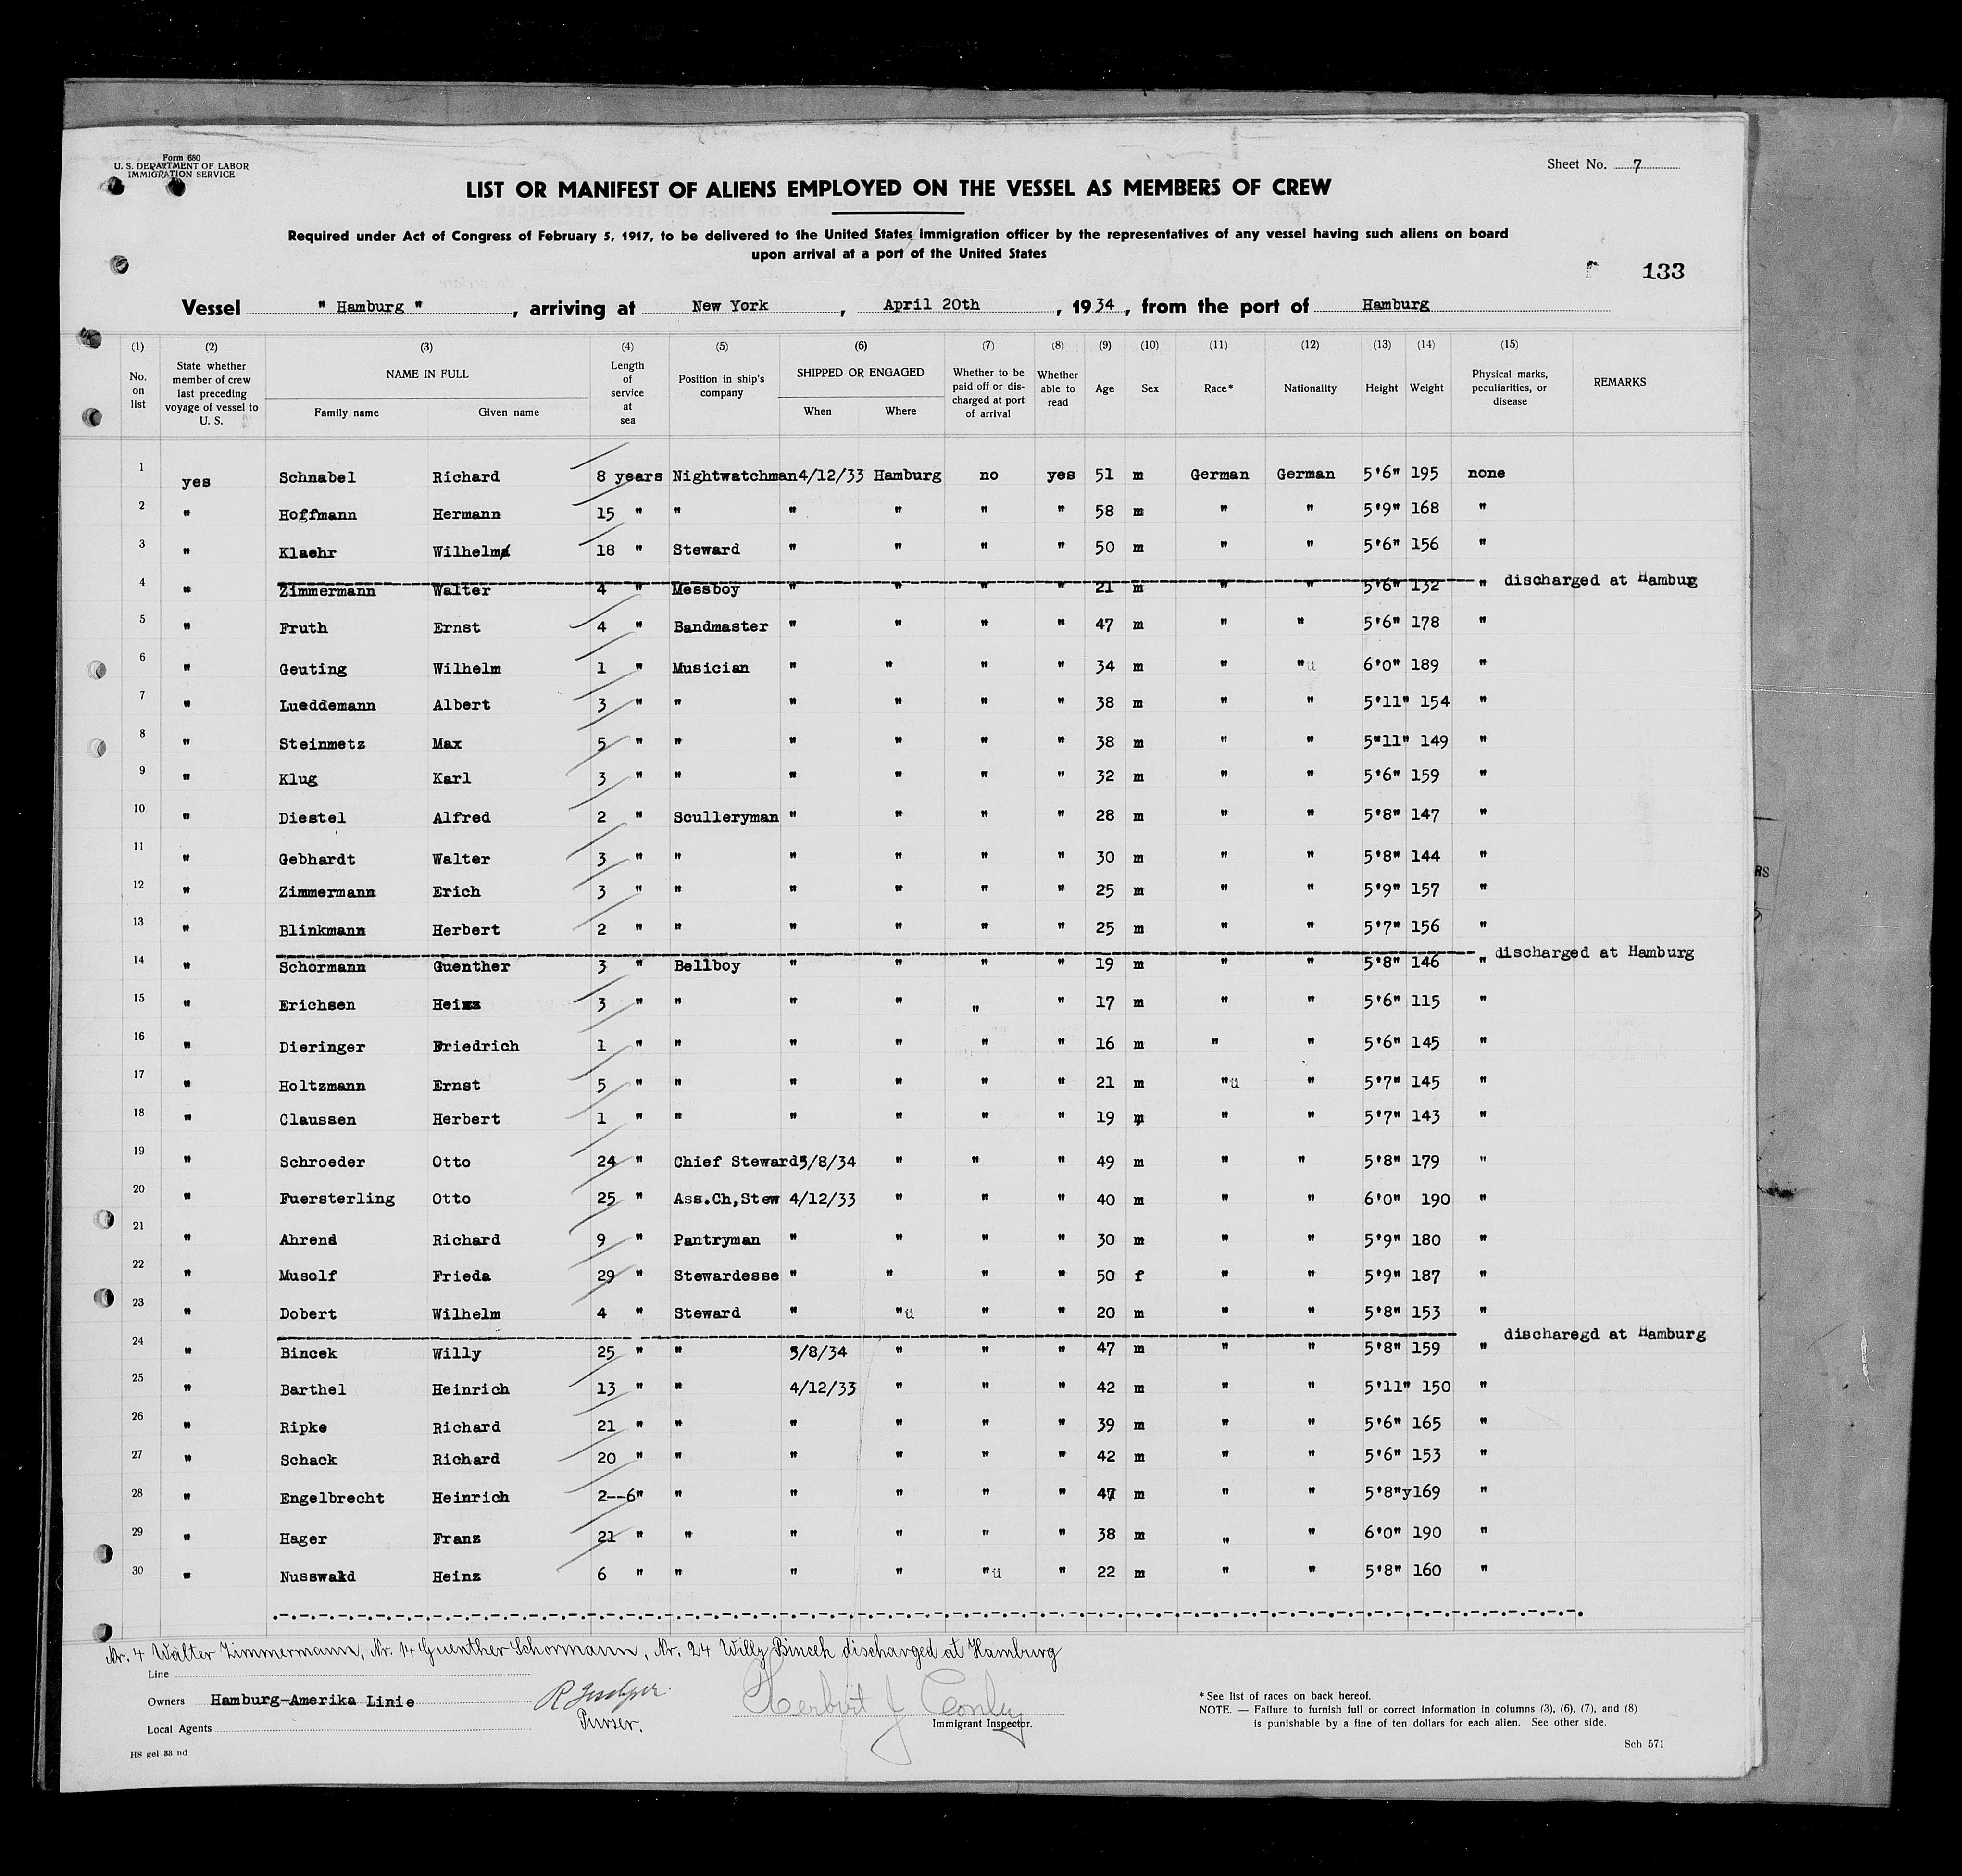 Form 680
U. S. DEPARTMENT OF LABOR
IMMIGRATION SERVICE
Sheet No. 7
LIST OR MANIFEST OF ALIENS EMPLOYED ON THE VESSEL AS MEMBERS OF CREW
Required under Act of Congress of February 5, 1917, to be delivered to the United States immigration officer by the representatives of any vessel having such aliens on board
upon arrival at a port of the United States
133
Vessel " Hamburg ", arriving at New York, April 20th, 1934, from the port of Hamburg
(1) (2) (3) (4) (5) (6) (7) (8) (9) (10) (11) (12) (13) (14) (15)
No. on list State whether member of crew last preceding voyage of vessel to U. S. NAME IN FULL Family name Given name Length of service at sea Position in ship's company SHIPPED OR ENGAGED When Where Whether to be paid off or discharged at port of arrival Whether able to read Age Sex Race* Nationality Height Weight Physical marks, peculiarities, or disease REMARKS
1 yes Schnabel Richard 8 years Nightwatchman 4/12/33 Hamburg no yes 51 m German German 5'6" 195 none
2 " Hoffmann Hermann 15 " " " " " " 58 m " " 5'9" 168 "
3 " Klaehr Wilhelm 18 " Steward " " " " 50 m " " 5'6" 156 "
4 " Zimmermann Walter 4 " Messboy " " " " 21 m " " 5'6" 132 " discharged at Hambug
5 " Fruth Ernst 4 " Bandmaster " " " " 47 m " " 5'6" 178 "
6 " Geuting Wilhelm 1 " Musician " " " " 34 m " "ü 6'0" 189 "
7 " Lueddemann Albert 3 " " " " " " 38 m " " 5'11" 154 "
8 " Steinmetz Max 5 " " " " " " 38 m " " 5"11" 149 "
9 " Klug Karl 3 " " " " " " 32 m " " 5'6" 159 "
10 " Diestel Alfred 2 " Sculleryman " " " " 28 m " " 5'8" 147 "
11 " Gebhardt Walter 3 " " " " " " 30 m " " 5'8" 144 "
12 " Zimmermann Erich 3 " " " " " " 25 m " " 5'9" 157 "
13 " Blinkmann Herbert 2 " " " " " " 25 m " " 5'7" 156 "
14 " Schormann Guenther 3 " Bellboy " " " " 19 m " " 5'8" 146 " discharged at Hamburg
15 " Erichsen Heinz 3 " " " " " " 17 m " " 5'6" 115 "
16 " Dieringer Friedrich 1 " " " " " " 16 m " " 5'6" 145 "
17 " Holtzmann Ernst 5 " " " " " " 21 m "ü " 5'7" 145 "
18 " Claussen Herbert 1 " " " " " " 19 m " " 5'7" 143 "
19 " Schroeder Otto 24 " Chief Steward 3/8/34 " " " 49 m " " 5'8" 179 "
20 " Fuersterling Otto 25 " Ass.Ch,Stew 4/12/33 " " " 40 m " " 6'0" 190 "
21 " Ahrend Richard 9 " Pantryman " " " " 30 m " " 5'9" 180 "
22 " Musolf Frieda 29 " Stewardesse " " " " 50 f " " 5'9" 187 "
23 " Dobert Wilhelm 4 " Steward " "ü " " 20 m " " 5'8" 153 "
24 " Bincek Willy 25 " " 3/8/34 " " " 47 m " " 5'8" 159 " discharegd at Hamburg
25 " Barthel Heinrich 13 " " 4/12/33 " " " 42 m " " 5'11" 150 "
26 " Ripke Richard 21 " " " " " " 39 m " " 5'6" 165 "
27 " Schack Richard 20 " " " " " " 42 m " " 5'6" 153 "
28 " Engelbrecht Heinrich 2--6" " " " " " 47 m " " 5'8"y169 "
29 " Hager Franz 21 " " " " " " 38 m " " 6'0" 190 "
30 " Nusswald Heinz 6 " " " " "ü " 22 m " " 5'8" 160 "
Nr. 4 Walter Zimmermann, Nr. 14 Guenther Schormann, Nr. 24 Willy Bincek discharged at Hamburg
Line
Owners Hamburg-Amerika Linie
Purser.
Local Agents
Herbert J Conley
Immigrant Inspector.
* See list of races on back hereof.
NOTE. — Failure to furnish full or correct information in columns (3), (6), (7), and (8)
is punishable by a fine of ten dollars for each alien. See other side.
HS gel 33 nd
Sch 571